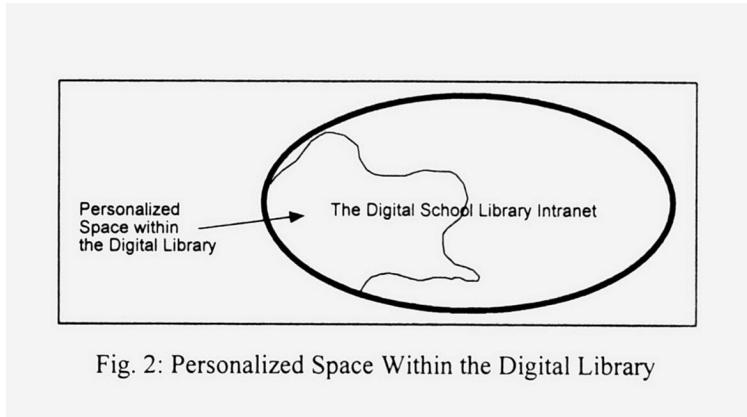 Personalized
Space within
the Digital Library
The Digital School Library Intranet
Fig. 2: Personalized Space Within the Digital Library